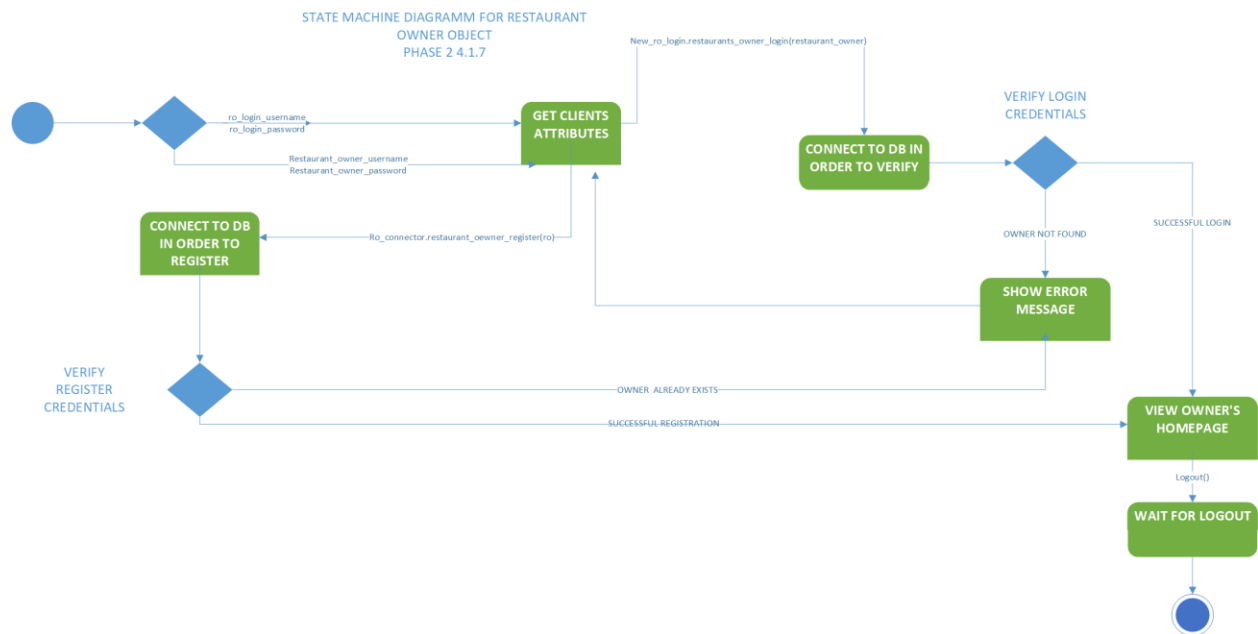 STATE MACHINE DIAGRAMM FOR RESTAURANT
OWNER OBJECT
PHASE 2 4.1.7
New_ro_login.restaurants_owner_login(restaurant_owner)
VERIFY LOGIN
CREDENTIALS
GET CLIENTS
ATTRIBUTES
ro_login_username
ro_login_password
CONNECT TO DB IN
ORDER TO VERIFY
Restaurant_owner_username
Restaurant_owner_password
CONNECT TO DB
IN ORDER TO
REGISTER
Ro_connector.restaurant_oewner_register(ro)
OWNER NOT FOUND
SUCCESSFUL LOGIN
SHOW ERROR
MESSAGE
VERIFY
REGISTER
CREDENTIALS
OWNER ALREADY EXISTS
SUCCESSFUL REGISTRATION
VIEW OWNER'S
HOMEPAGE
Logout()
WAIT FOR LOGOUT